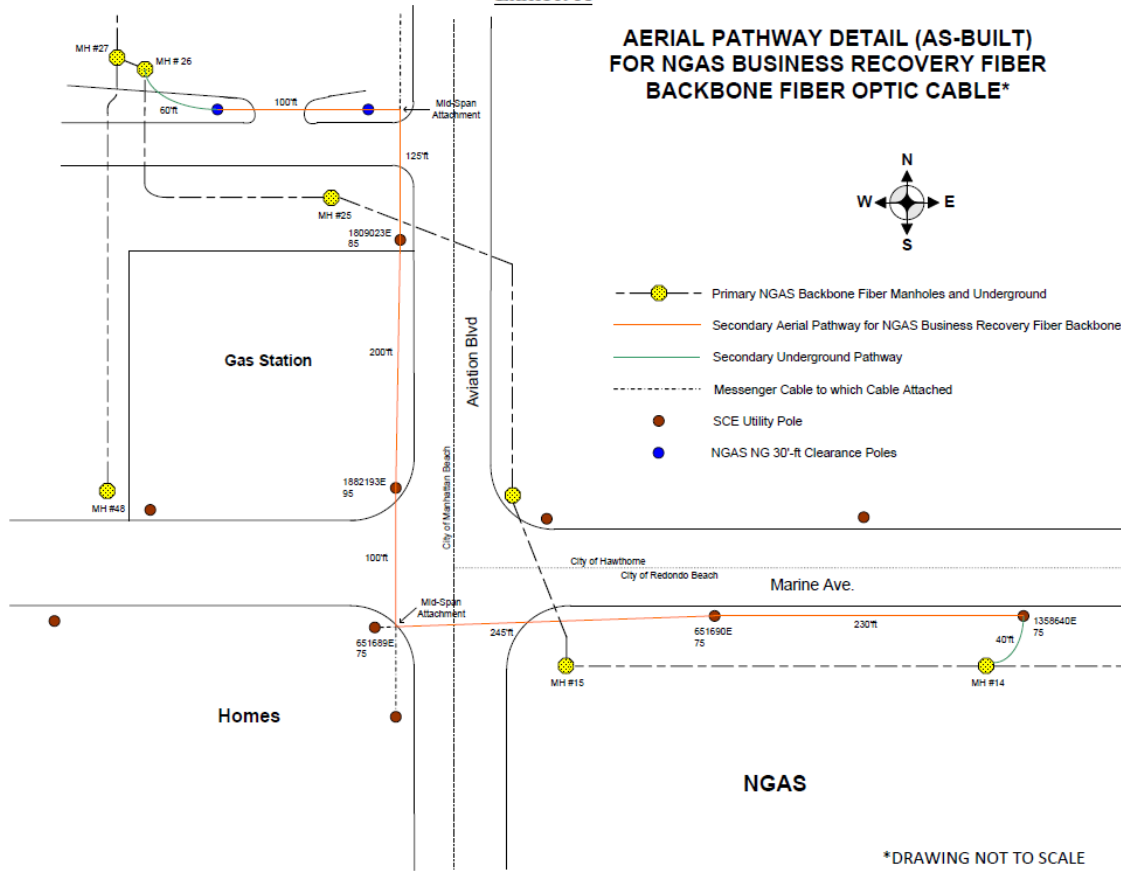 AERIAL PATHWAY DETAIL (AS-BUILT)
FOR NGAS BUSINESS RECOVERY FIBER
BACKBONE FIBER OPTIC CABLE*
MH #27
MH # 26
60'ft
100'ft
Mid-Span
Attachment
125'ft
N
W
E
S
MH #25
1809023E
85
Primary NGAS Backbone Fiber Manholes and Underground
Secondary Aerial Pathway for NGAS Business Recovery Fiber Backbone
Secondary Underground Pathway
Messenger Cable to which Cable Attached
SCE Utility Pole
NGAS NG 30'-ft Clearance Poles
Gas Station
200'ft
Aviation Blvd
City of Manhattan Beach
1882193E
95
MH #48
100'ft
City of Hawthorne
City of Redondo Beach
Marine Ave.
Mid-Span
Attachment
651689E
75
245'ft
651690E
75
230'ft
1358640E
75
40'ft
MH #15
MH #14
Homes
NGAS
*DRAWING NOT TO SCALE